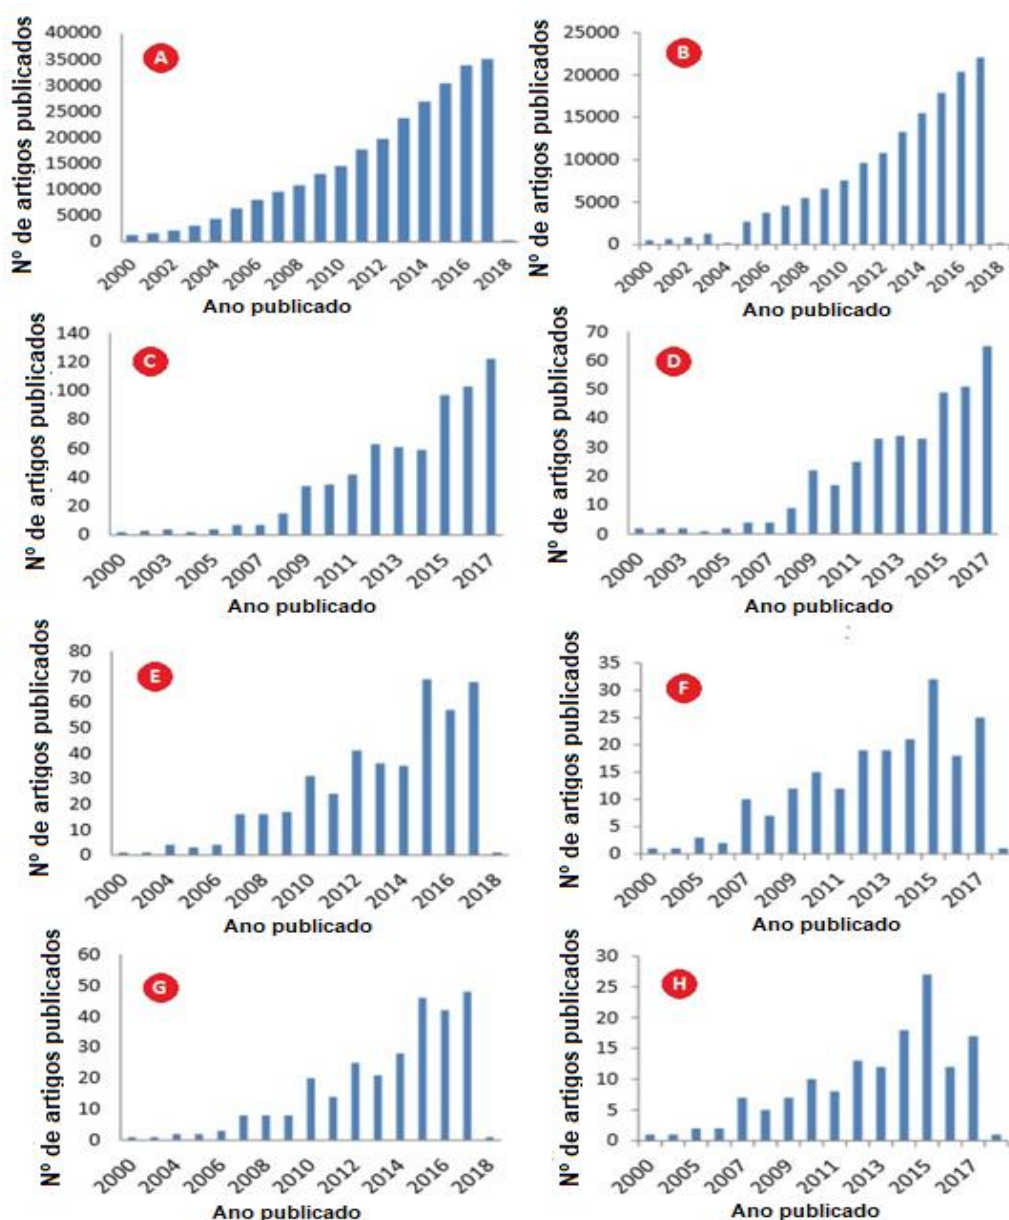 Nº de artigos publicados
A
40000
35000
30000
25000
20000
15000
10000
5000
0
2000 2002 2004 2006 2008 2010 2012 2014 2016 2018
Ano publicado
Nº de artigos publicados
B
25000
20000
15000
10000
5000
0
2000 2002 2004 2006 2008 2010 2012 2014 2016 2018
Ano publicado
Nº de artigos publicados
C
140
120
100
80
60
40
20
0
2000 2003 2005 2007 2009 2011 2013 2015 2017
Ano publicado
Nº de artigos publicados
D
70
60
50
40
30
20
10
0
2000 2003 2005 2007 2009 2011 2013 2015 2017
Ano publicado
Nº de artigos publicados
E
80
70
60
50
40
30
20
10
0
2000 2004 2006 2008 2010 2012 2014 2016 2018
Ano publicado
Nº de artigos publicados
F
35
30
25
20
15
10
5
0
2000 2005 2007 2009 2011 2013 2015 2017
Ano publicado
Nº de artigos publicados
G
60
50
40
30
20
10
0
2000 2004 2006 2008 2010 2012 2014 2016 2018
Ano publicado
Nº de artigos publicados
H
30
25
20
15
10
5
0
2000 2005 2007 2009 2011 2013 2015 2017
Ano publicado